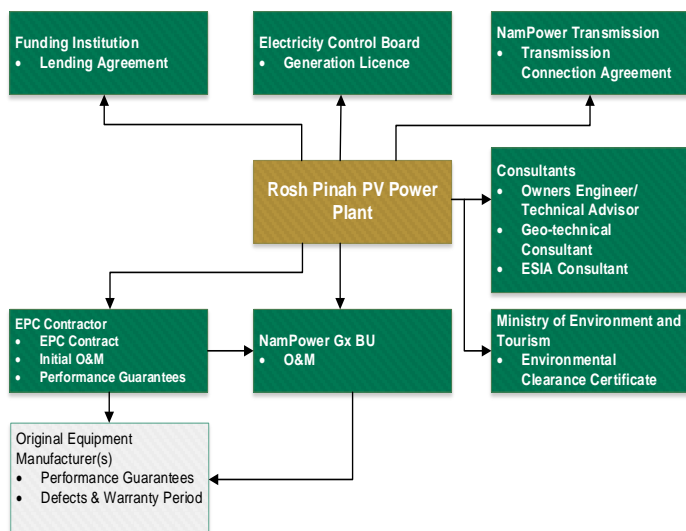 Funding Institution
• Lending Agreement
Electricity Control Board
• Generation Licence
NamPower Transmission
• Transmission
Connection Agreement
Rosh Pinah PV Power
Plant
Consultants
• Owners Engineer/
Technical Advisor
• Geo-technical
Consultant
• ESIA Consultant
EPC Contractor
• EPC Contract
• Initial O&M
• Performance Guarantees
NamPower Gx BU
• O&M
Ministry of Environment and
Tourism
• Environmental
Clearance Certificate
Original Equipment
Manufacturer(s)
• Performance Guarantees
• Defects & Warranty Period